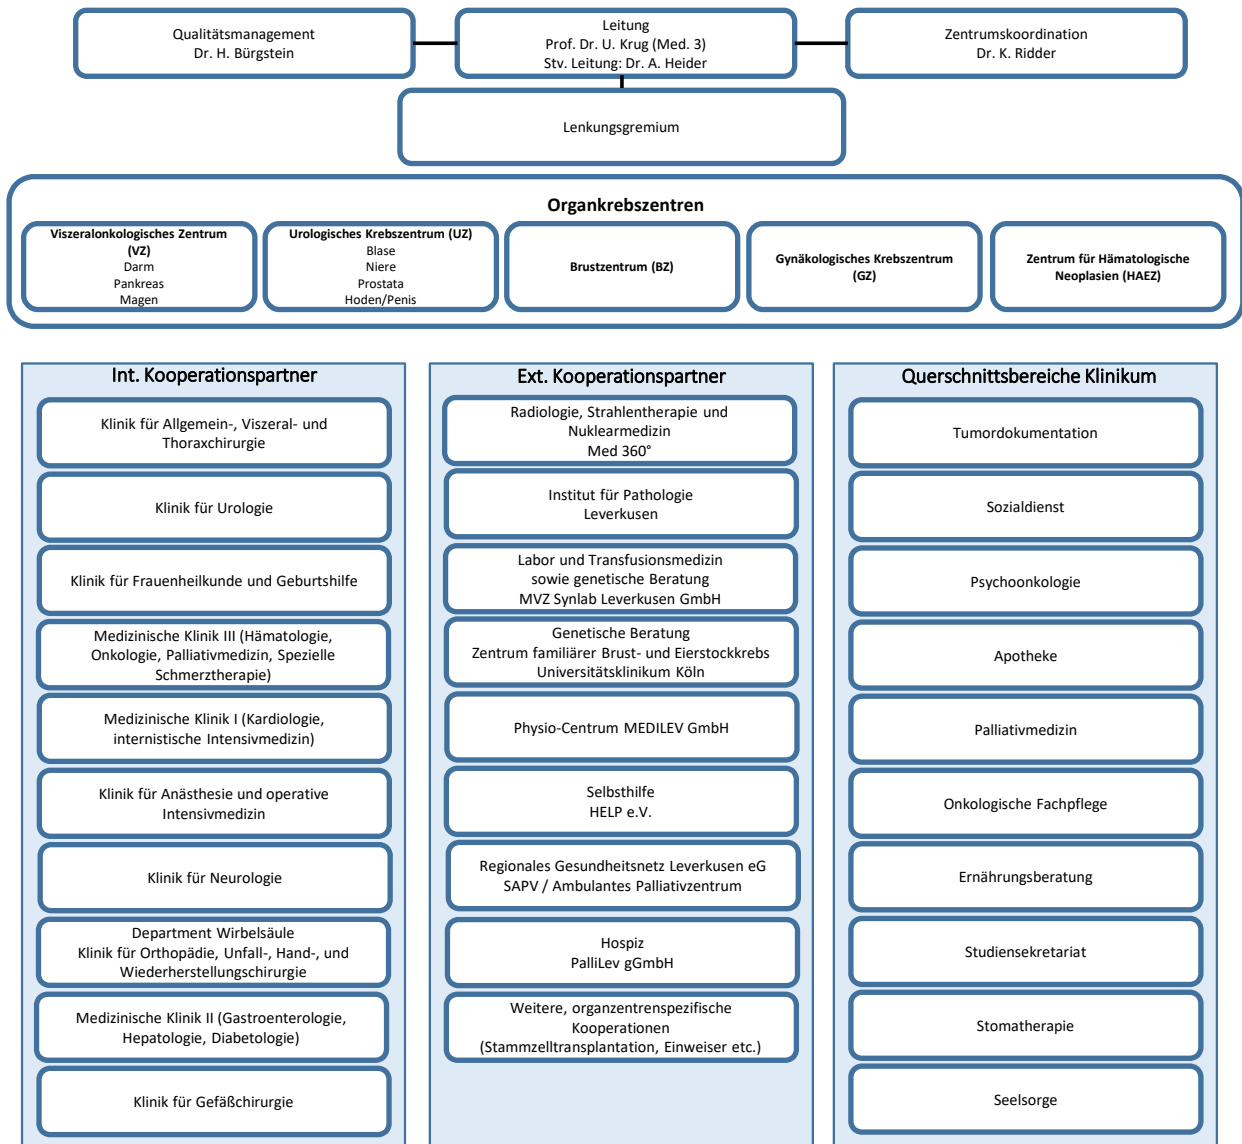 Qualitätsmanagement
Dr. H. Bürgstein
Leitung
Prof. Dr. U. Krug (Med. 3)
Stv. Leitung: Dr. A. Heider
Zentrumskoordination
Dr. K. Ridder
Lenkungsgremium
Organkrebszentren
Viszeralonkologisches Zentrum
(VZ)
Darm
Pankreas
Magen
Urologisches Krebszentrum (UZ)
Blase
Niere
Prostata
Hoden/Penis
Brustzentrum (BZ)
Gynäkologisches Krebszentrum
(GZ)
Zentrum für Hämatologische
Neoplasien (HAEZ)
Int. Kooperationspartner
Klinik für Allgemein-, Viszeral- und
Thoraxchirurgie
Klinik für Urologie
Klinik für Frauenheilkunde und Geburtshilfe
Medizinische Klinik III (Hämatologie,
Onkologie, Palliativmedizin, Spezielle
Schmerztherapie)
Medizinische Klinik I (Kardiologie,
internistische Intensivmedizin)
Klinik für Anästhesie und operative
Intensivmedizin
Klinik für Neurologie
Department Wirbelsäule
Klinik für Orthopädie, Unfall-, Hand-, und
Wiederherstellungschirurgie
Medizinische Klinik II (Gastroenterologie,
Hepatologie, Diabetologie)
Klinik für Gefäßchirurgie
Ext. Kooperationspartner
Radiologie, Strahlentherapie und
Nuklearmedizin
Med 360°
Institut für Pathologie
Leverkusen
Labor und Transfusionsmedizin
sowie genetische Beratung
MVZ Synlab Leverkusen GmbH
Genetische Beratung
Zentrum familiärer Brust- und Eierstockkrebs
Universitätsklinikum Köln
Physio-Centrum MEDILEV GmbH
Selbsthilfe
HELP e.V.
Regionales Gesundheitsnetz Leverkusen eG
SAPV / Ambulantes Palliativzentrum
Hospiz
PalliLev gGmbH
Weitere, organzentrenspezifische
Kooperationen
(Stammzelltransplantation, Einweiser etc.)
Querschnittsbereiche Klinikum
Tumordokumentation
Sozialdienst
Psychoonkologie
Apotheke
Palliativmedizin
Onkologische Fachpflege
Ernährungsberatung
Studiensekretariat
Stomatherapie
Seelsorge